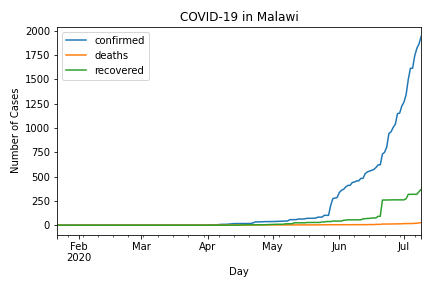 COVID-19 in Malawi
confirmed
deaths
recovered
Number of Cases
2000
1750
1500
1250
1000
750
500
250
0
Feb Mar Apr May Jun Jul
2020
Day